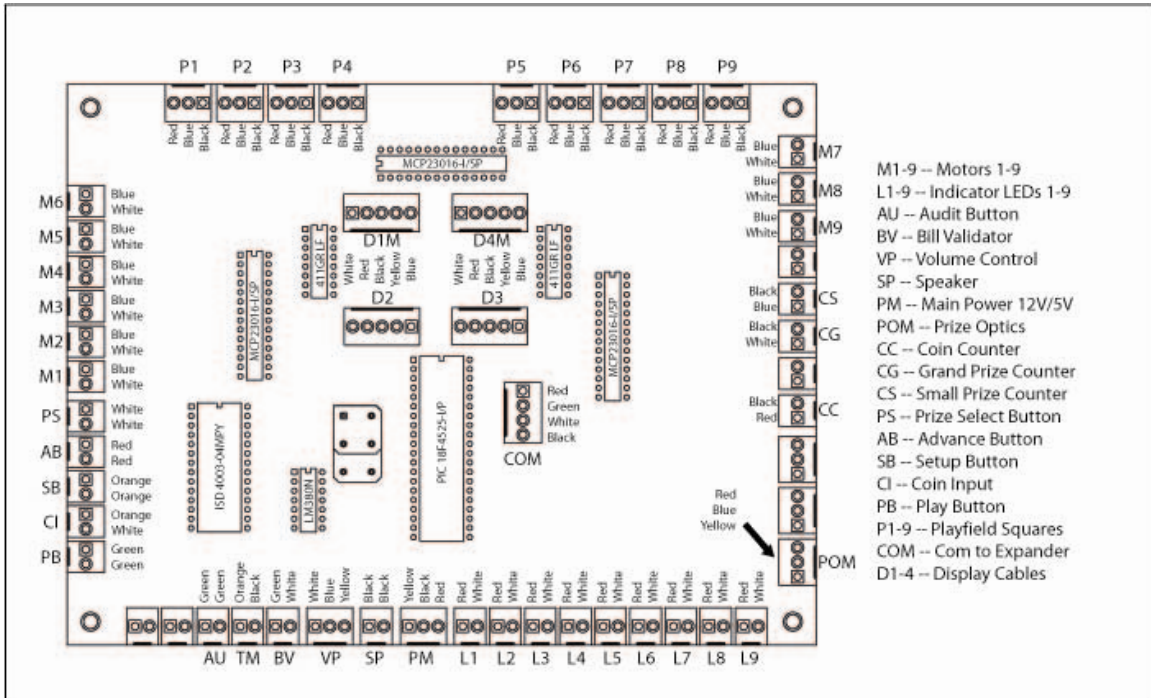 P1 P2 P3 P4 P5 P6 P7 P8 P9
Red Blue Black Red Blue Black Red Blue Black Red Blue Black Red Blue Black Red Blue Black Red Blue Black Red Blue Black Red Blue Black
MCP23016-I/SP
M6 Blue
White
M5 Blue
White
M4 Blue
White
M3 Blue
White
M2 Blue
White
M1 Blue
White
PS White
White
AB Red
Red
SB Orange
Orange
CI Orange
White
PB Green
Green
MCP23016-I/SP
411GR LF
D1M
D4M
411GR LF
White Red Black Yellow Blue
White Red Black Yellow Blue
D2
D3
MCP23016-I/SP
ISD 4003-04MPY
LM380N
PIC 18F4525-I/P
Red
Green
White
Black
COM
Blue
White M7
Blue
White M8
Blue
White M9
Black
Blue CS
Black
White CG
Black
Red CC
Red
Blue
Yellow
POM
Green Green Orange Black Green White White Blue Yellow Black Black Yellow Black Red Red White Red White Red White Red White Red White Red White Red White Red White Red White
AU TM BV VP SP PM L1 L2 L3 L4 L5 L6 L7 L8 L9
M1-9 -- Motors 1-9
L1-9 -- Indicator LEDs 1-9
AU -- Audit Button
BV -- Bill Validator
VP -- Volume Control
SP -- Speaker
PM -- Main Power 12V/5V
POM -- Prize Optics
CC -- Coin Counter
CG -- Grand Prize Counter
CS -- Small Prize Counter
PS -- Prize Select Button
AB -- Advance Button
SB -- Setup Button
CI -- Coin Input
PB -- Play Button
P1-9 -- Playfield Squares
COM -- Com to Expander
D1-4 -- Display Cables